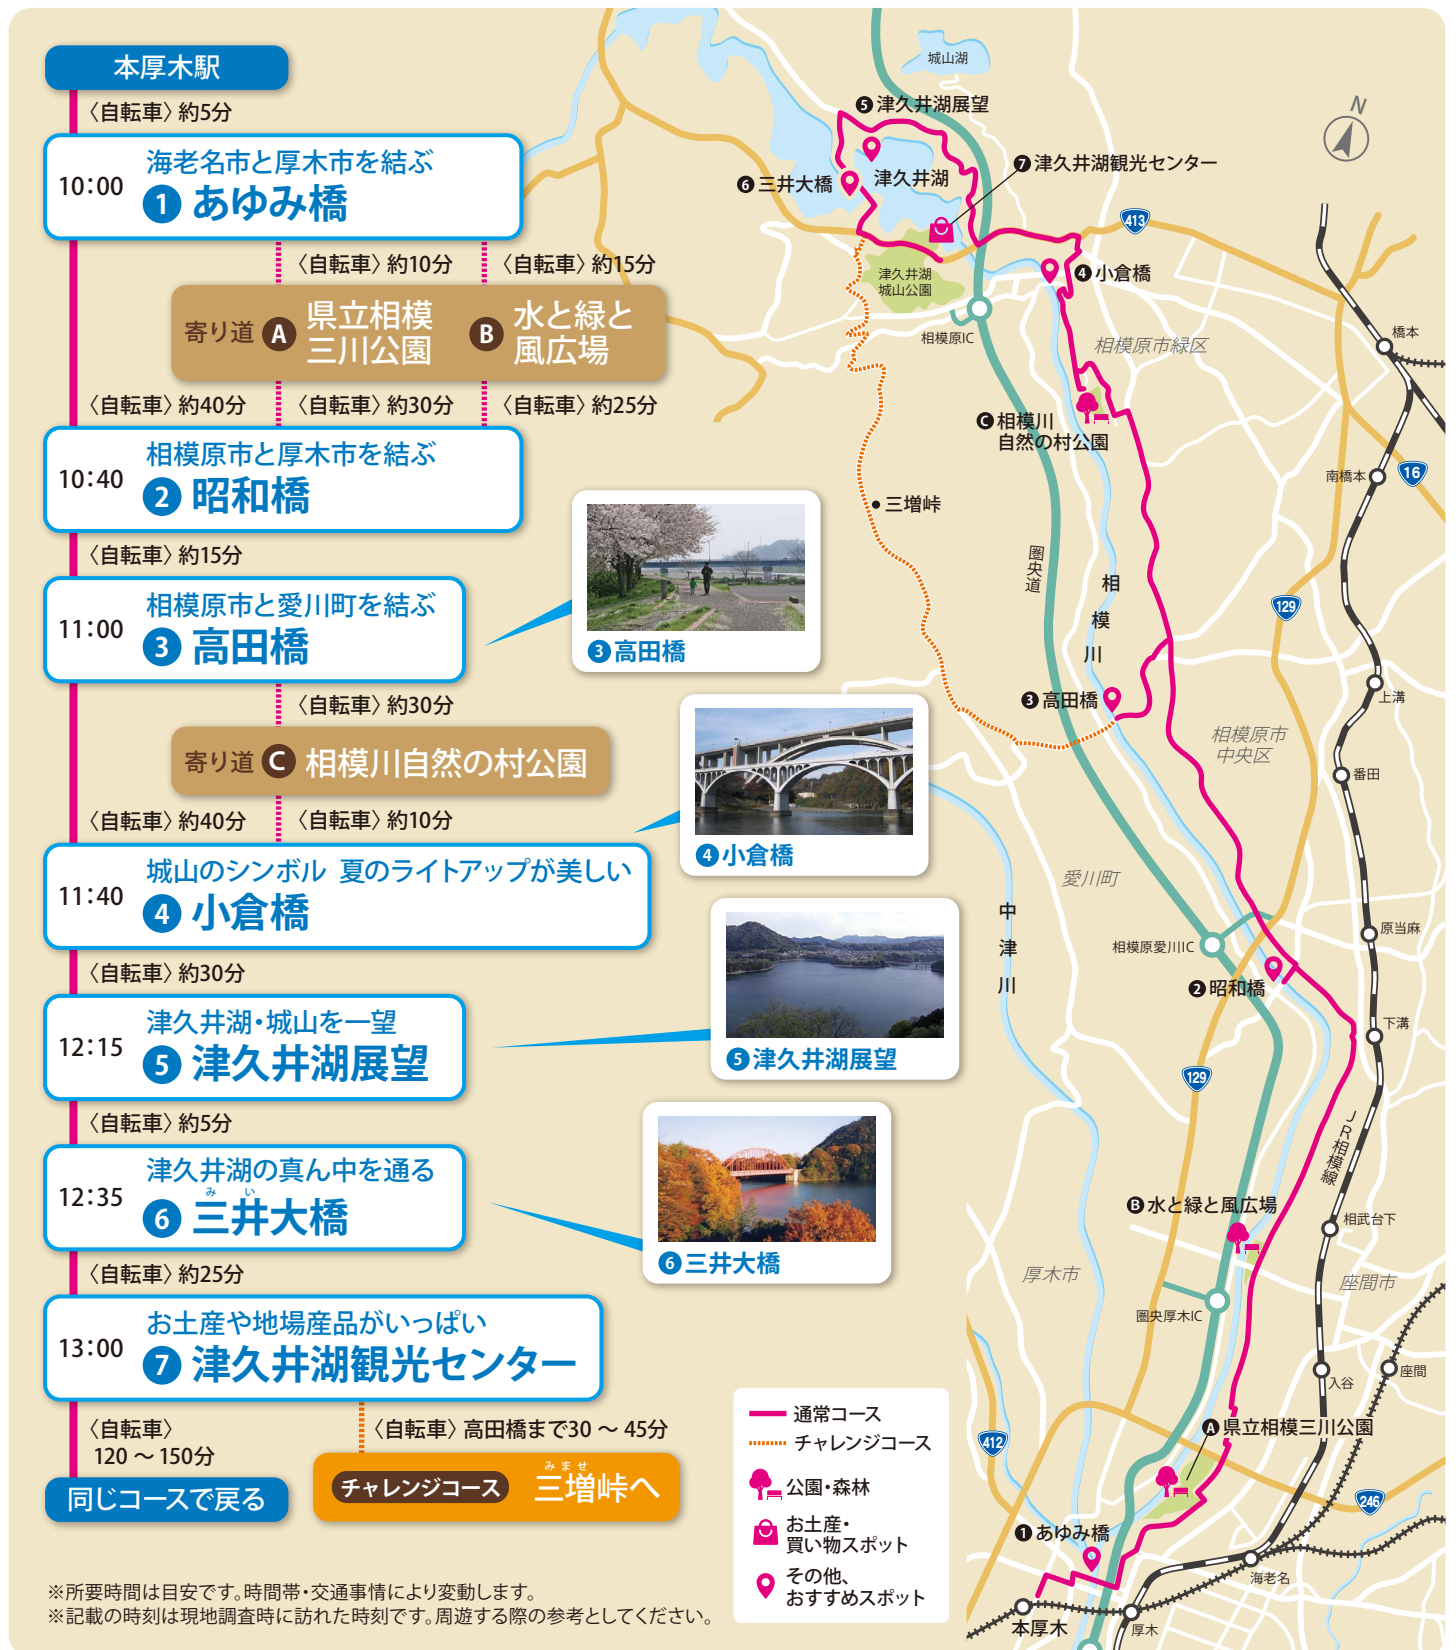 本厚木駅
〈自転車〉約5分
10:00
海老名市と厚木市を結ぶ
1 あゆみ橋
〈自転車〉約10分
〈自転車〉約15分
寄り道 A 県立相模
三川公園
B 水と緑と
風広場
〈自転車〉約40分
〈自転車〉約30分
〈自転車〉約25分
10:40
相模原市と厚木市を結ぶ
2 昭和橋
〈自転車〉約15分
11:00
相模原市と愛川町を結ぶ
3 高田橋
〈自転車〉約30分
寄り道 C 相模川自然の村公園
〈自転車〉約40分
〈自転車〉約10分
11:40
城山のシンボル 夏のライトアップが美しい
4 小倉橋
〈自転車〉約30分
12:15
津久井湖・城山を一望
5 津久井湖展望
〈自転車〉約5分
12:35
津久井湖の真ん中を通る
み い
6 三井大橋
〈自転車〉約25分
13:00
お土産や地場産品がいっぱい
7 津久井湖観光センター
〈自転車〉
120 ～ 150分
〈自転車〉高田橋まで30 ～ 45分
同じコースで戻る
みませ
チャレンジコース 三増峠へ
※所要時間は目安です。時間帯・交通事情により変動します。
※記載の時刻は現地調査時に訪れた時刻です。周遊する際の参考としてください。
3 高田橋
4 小倉橋
5 津久井湖展望
6 三井大橋
通常コース
チャレンジコース
公園・森林
お土産・
買い物スポット
その他、
おすすめスポット
城山湖
N
5 津久井湖展望
7 津久井湖観光センター
6 三井大橋
津久井湖
413
津久井湖
城山公園
4 小倉橋
相模原IC
相模原市緑区
橋本
C 相模川
自然の村公園
南橋本
16
三増峠
圏央道
相模川
129
上溝
3 高田橋
相模原市
中央区
番田
愛川町
中津川
原当麻
相模原愛川IC
2 昭和橋
下溝
129
JR相模線
B 水と緑と風広場
相武台下
厚木市
座間市
圏央厚木IC
入谷
座間
A 県立相模三川公園
412
246
1 あゆみ橋
海老名
本厚木
厚木